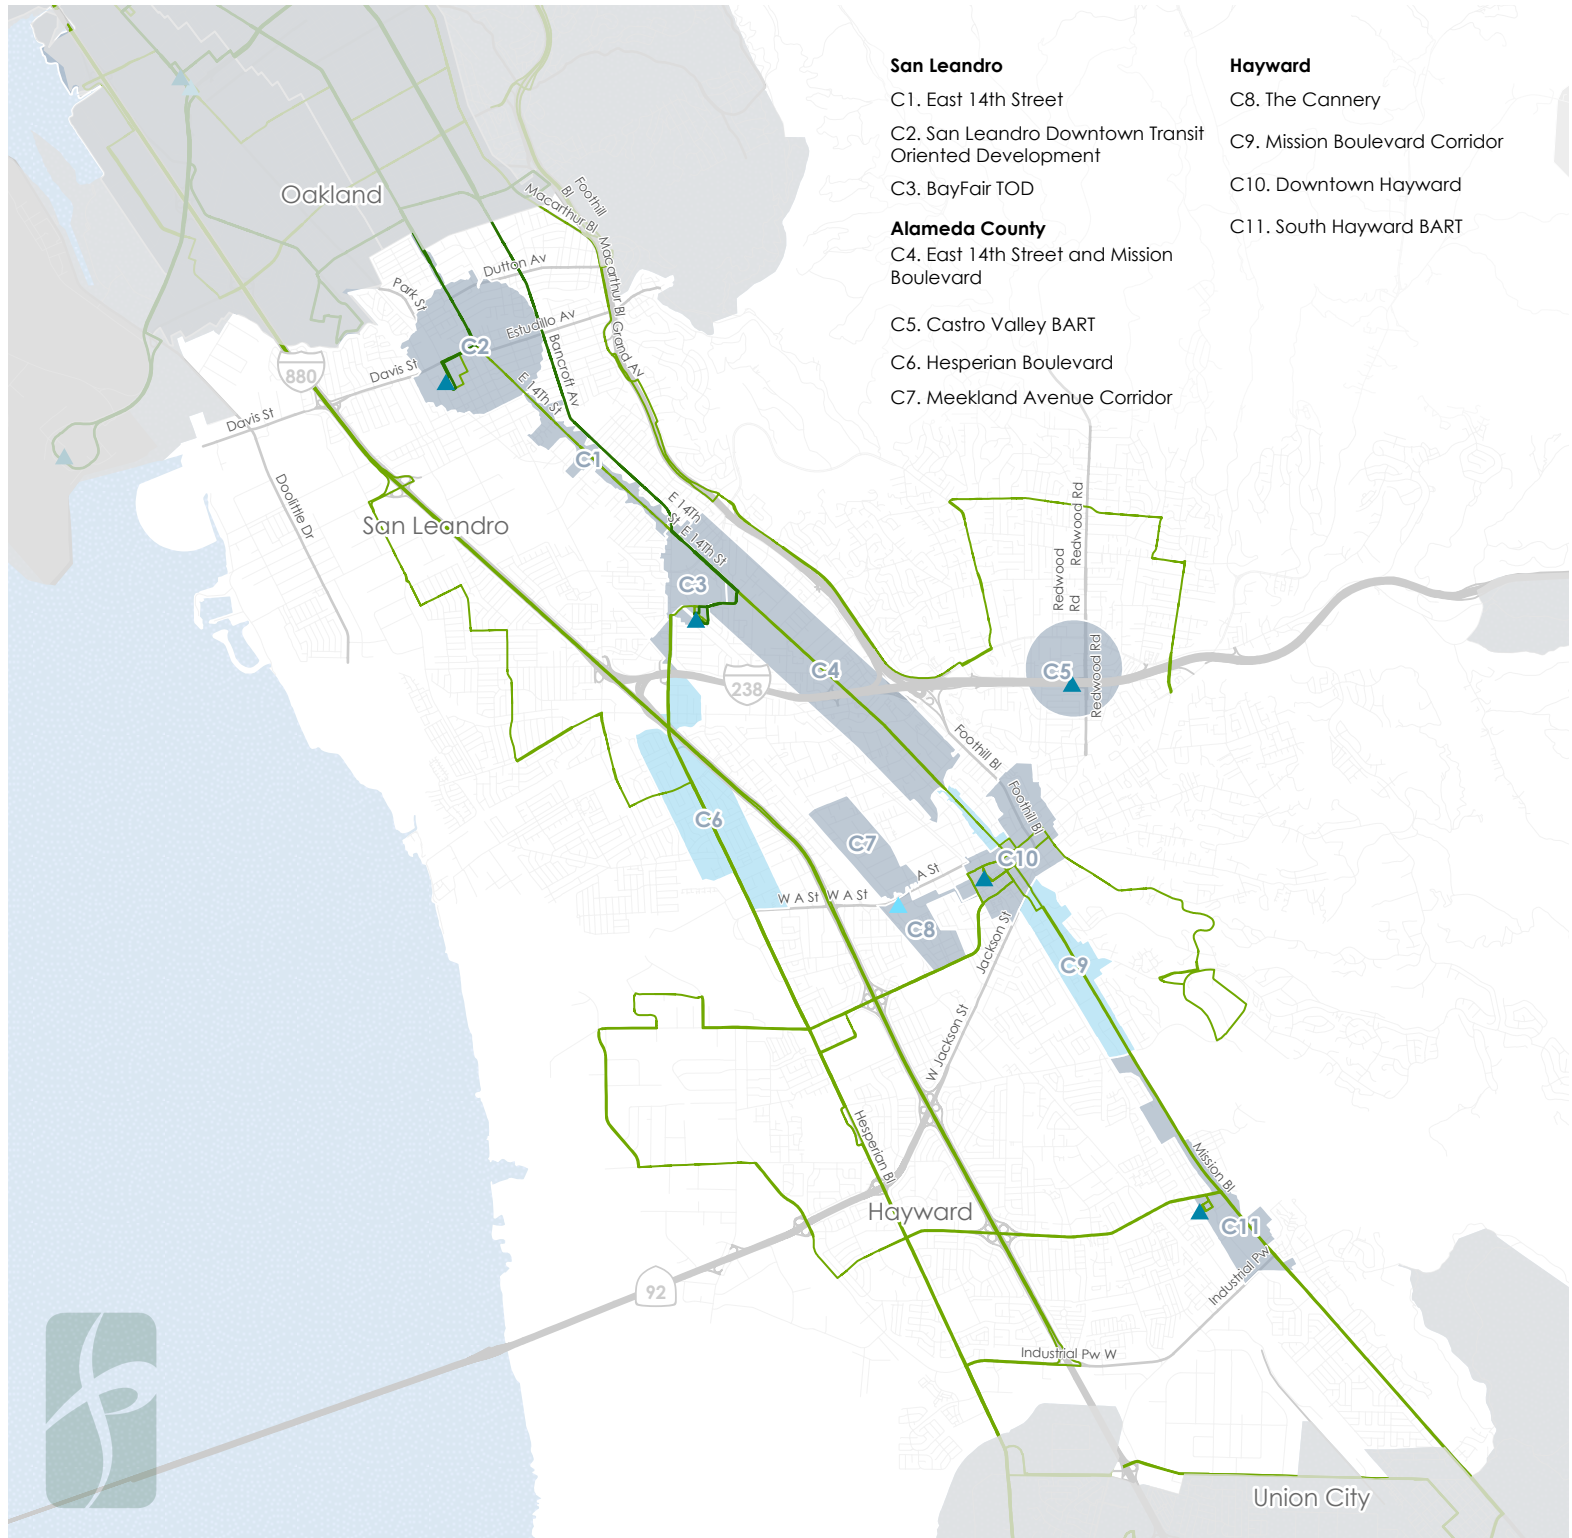 San Leandro
C1. East 14th Street
C2. San Leandro Downtown Transit
Oriented Development
C3. BayFair TOD
Alameda County
C4. East 14th Street and Mission
Boulevard
C5. Castro Valley BART
C6. Hesperian Boulevard
C7. Meekland Avenue Corridor
Hayward
C8. The Cannery
C9. Mission Boulevard Corridor
C10. Downtown Hayward
C11. South Hayward BART
Oakland
Foothill
Bl
Macarthur Bl
Macarthur Bl
Dutton Av
Park St
Estudillo Av
Grand Av
C2
880
Davis St
Bancroft Av
E 14Th St
Davis St
C1
Doolittle Dr
San Leandro
E 14Th
St
E 14Th St
Redwood Rd
Redwood Rd
Redwood
Rd
C3
Redwood Rd
C4
C5
238
Foothill Bl
Foothill Bl
C6
C7
C10
A St
W A St
W A St
C8
Jackson St
C9
W Jackson St
Hesperian Bl
Mission Bl
Hayward
C11
Industrial Pw
92
Industrial Pw W
Union City